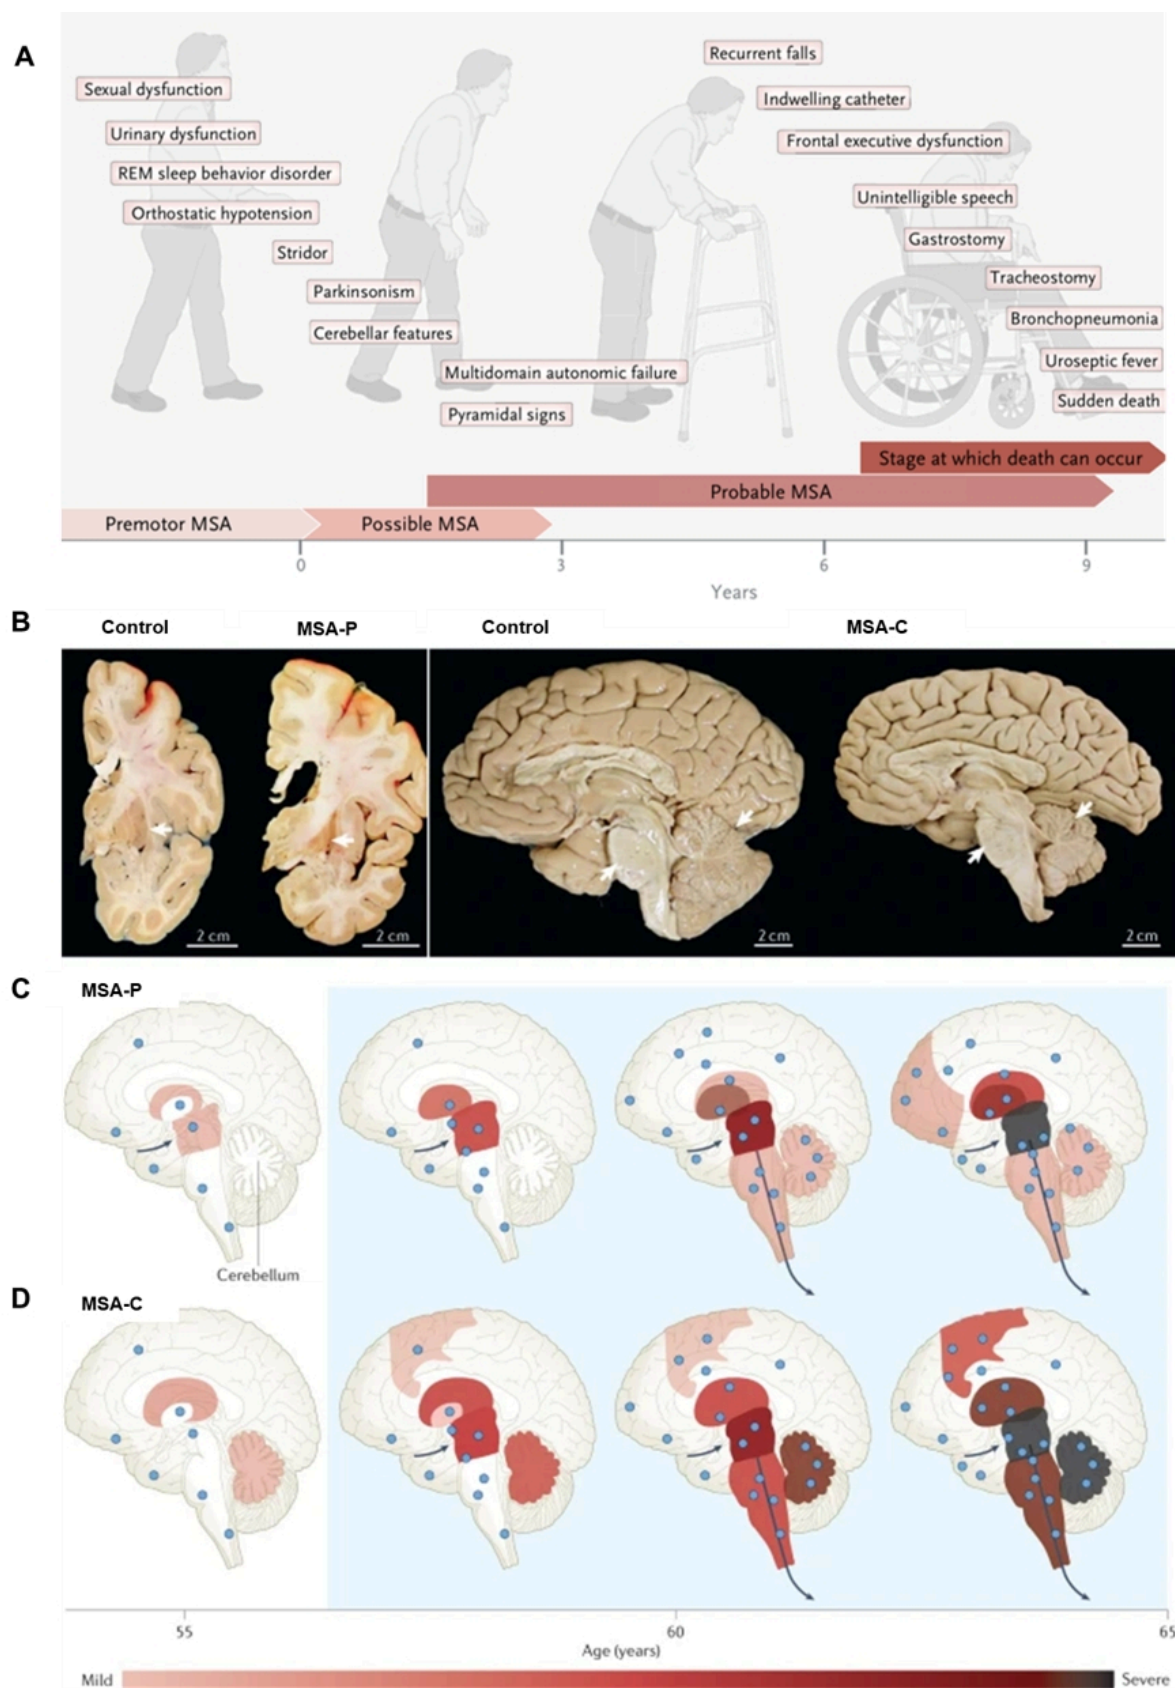 A
Sexual dysfunction
Urinary dysfunction
REM sleep behavior disorder
Orthostatic hypotension
Stridor
Parkinsonism
Cerebellar features
Multidomain autonomic failure
Pyramidal signs
Recurrent falls
Indwelling catheter
Frontal executive dysfunction
Unintelligible speech
Gastrostomy
Tracheostomy
Bronchopneumonia
Uroseptic fever
Sudden death
Stage at which death can occur
Probable MSA
Premotor MSA Possible MSA
0 3 6 9
Years
B
Control MSA-P Control MSA-C
2 cm 2 cm 2 cm 2 cm
C
MSA-P
Cerebellum
D
MSA-C
55 60 65
Age (years)
Mild Severe